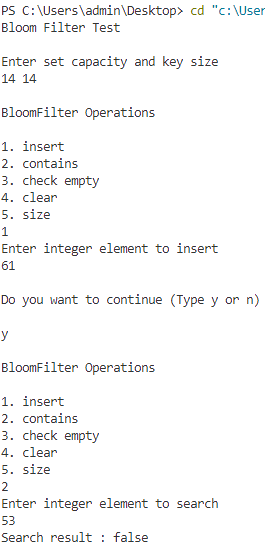 PS C:\Users\admin\Desktop> cd "c:\User
Bloom Filter Test
Enter set capacity and key size
14 14
BloomFilter Operations
1. insert
2. contains
3. check empty
4. clear
5. size
1
Enter integer element to insert
61
Do you want to continue (Type y or n)
y
BloomFilter Operations
1. insert
2. contains
3. check empty
4. clear
5. size
2
Enter integer element to search
53
Search result : false